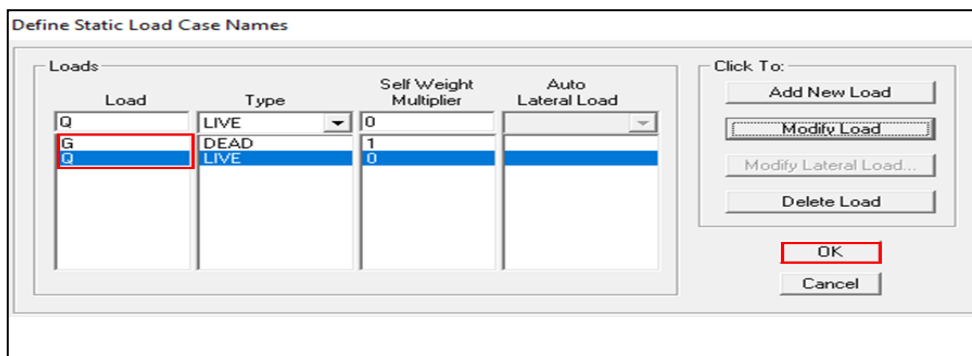 Define Static Load Case Names
Loads
Load Type Self Weight Multiplier Auto Lateral Load
Q LIVE 0
G DEAD 1
Q LIVE 0
Click To:
Add New Load
Modify Load
Modify Lateral Load...
Delete Load
OK
Cancel